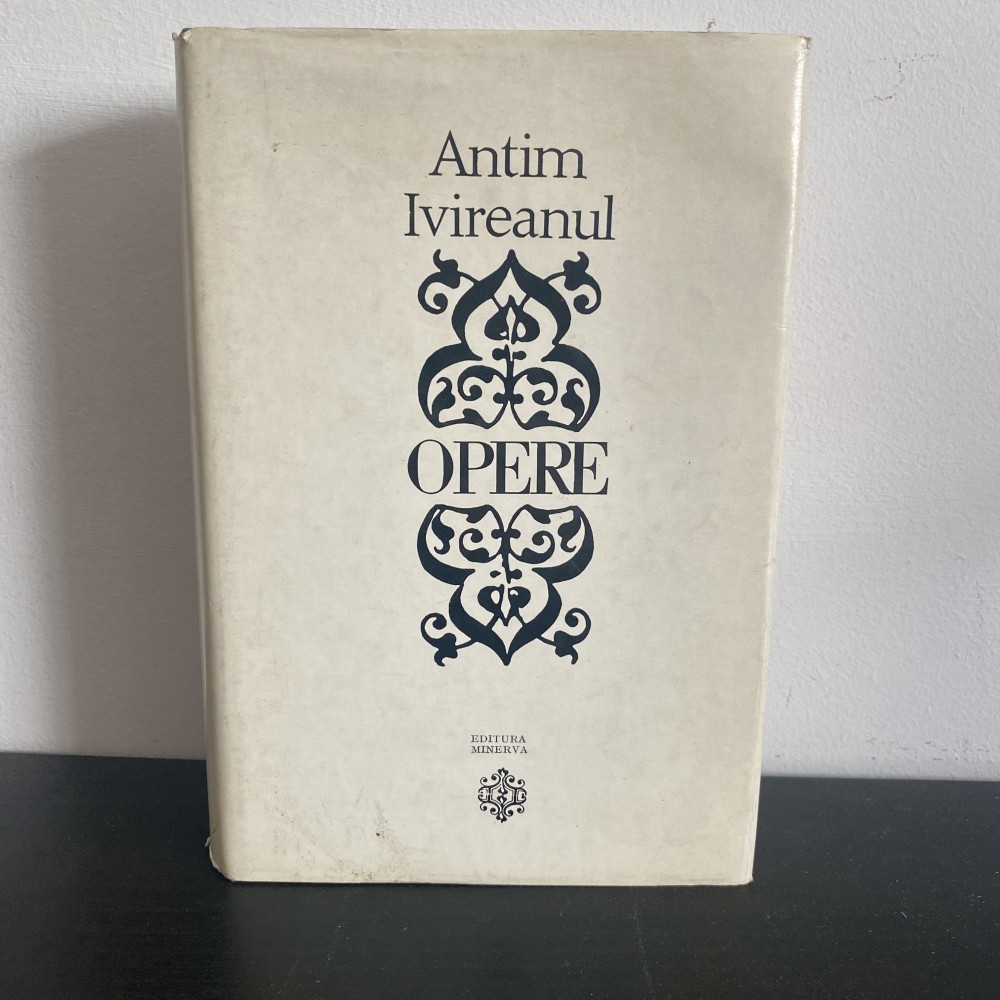 Antim
Ivireanul
OPERE
EDITURA
MINERVA